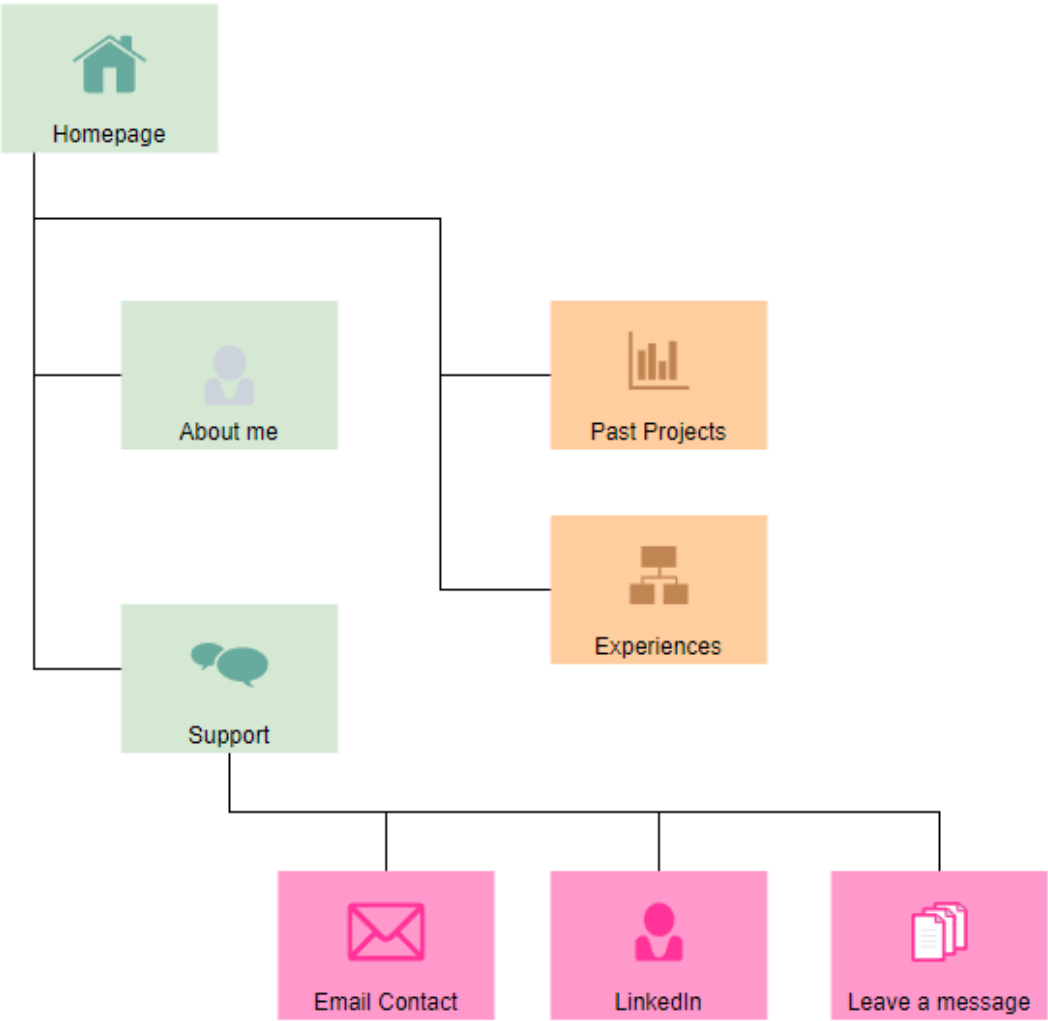 Homepage
About me
Past Projects
Experiences
Support
Email Contact
LinkedIn
Leave a message